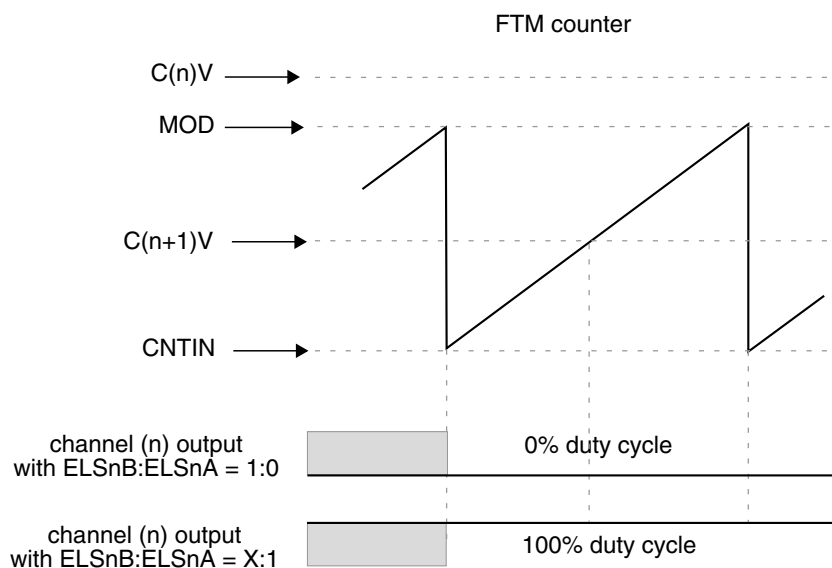 FTM counter
C(n)V
MOD
C(n+1)V
CNTIN
channel (n) output
with ELSnB:ELSnA = 1:0
0% duty cycle
channel (n) output
with ELSnB:ELSnA = X:1
100% duty cycle